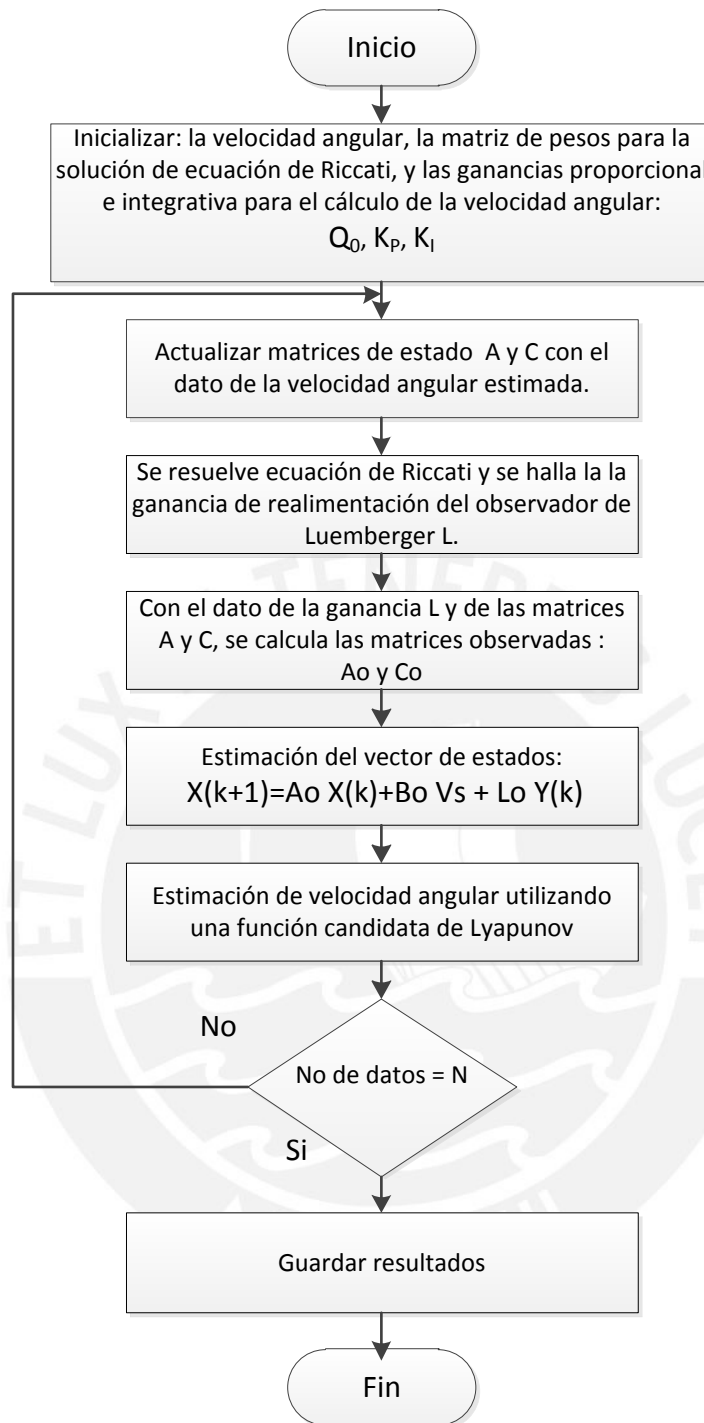 Inicio
Inicializar: la velocidad angular, la matriz de pesos para la
solución de ecuación de Riccati, y las ganancias proporcional
e integrativa para el cálculo de la velocidad angular:
Q₀, Kₚ, Kᵢ
Actualizar matrices de estado A y C con el
dato de la velocidad angular estimada.
Se resuelve ecuación de Riccati y se halla la la
ganancia de realimentación del observador de
Luemberger L.
Con el dato de la ganancia L y de las matrices
A y C, se calcula las matrices observadas :
Ao y Co
Estimación del vector de estados:
X(k+1)=Ao X(k)+Bo Vs + Lo Y(k)
Estimación de velocidad angular utilizando
una función candidata de Lyapunov
No
No de datos = N
Si
Guardar resultados
Fin
ET LUX IN TENEBRIS LUCET